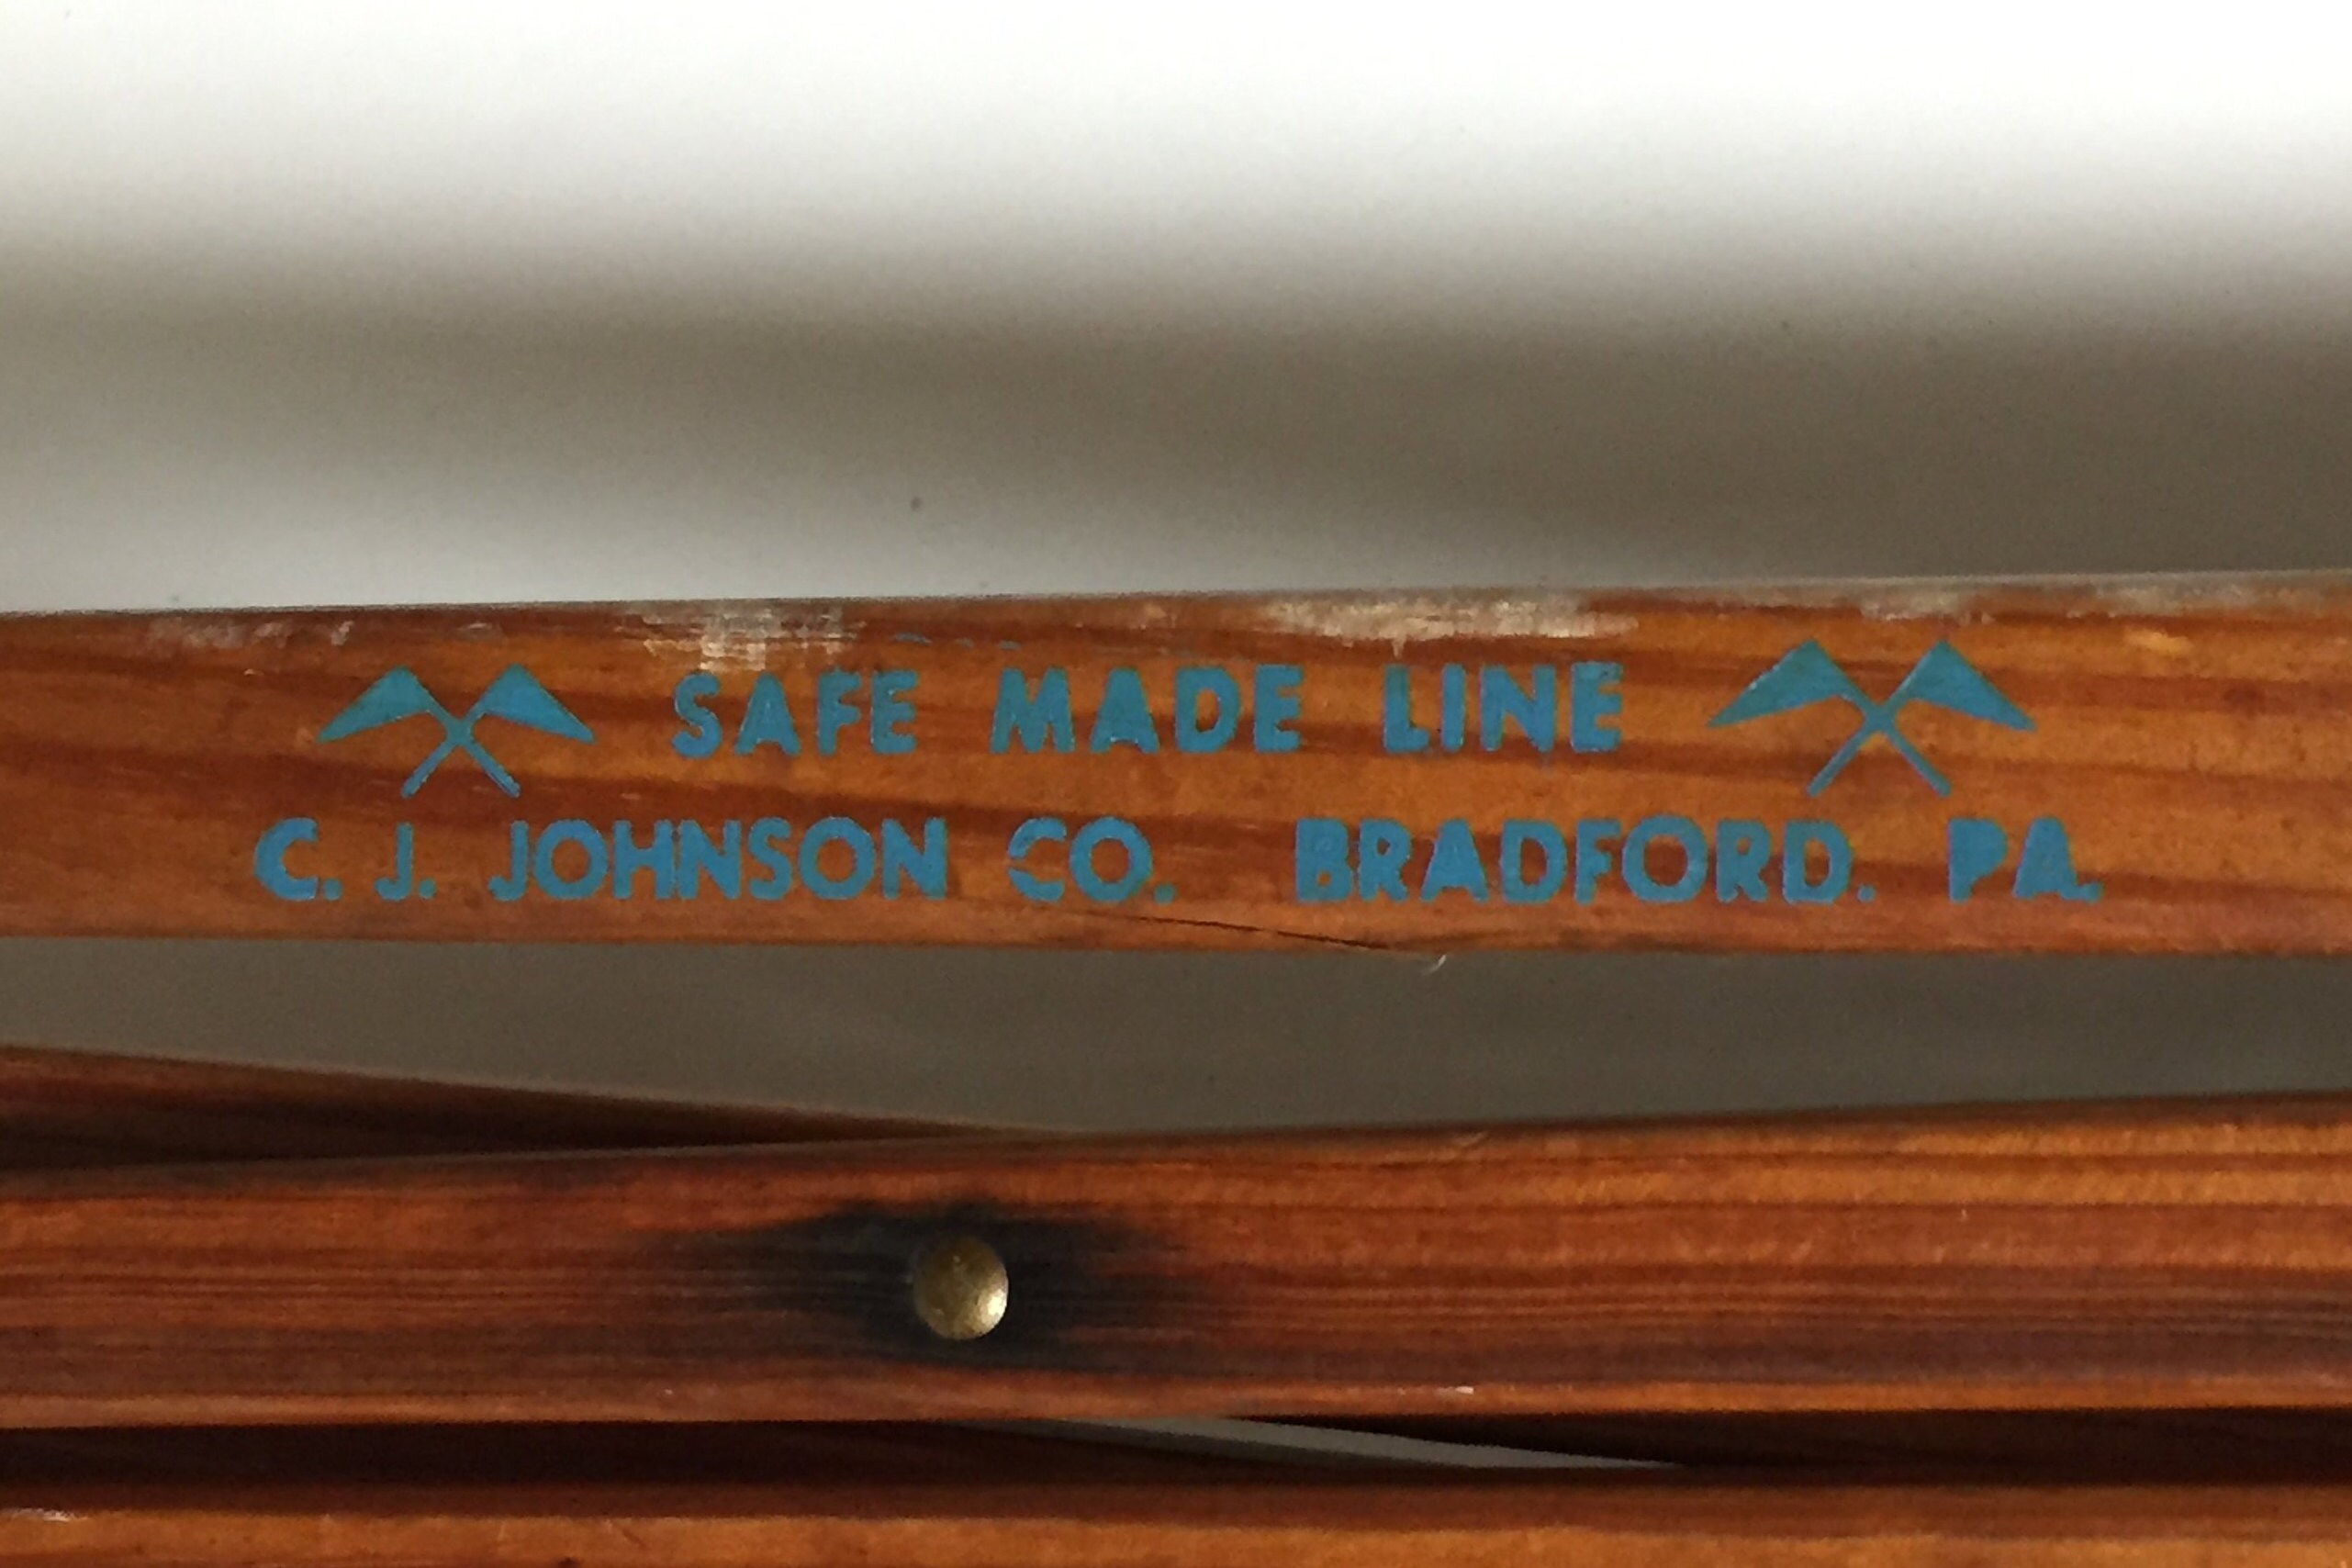 SAFE MADE LINE
C. J. JOHNSON CO. BRADFORD. PA.